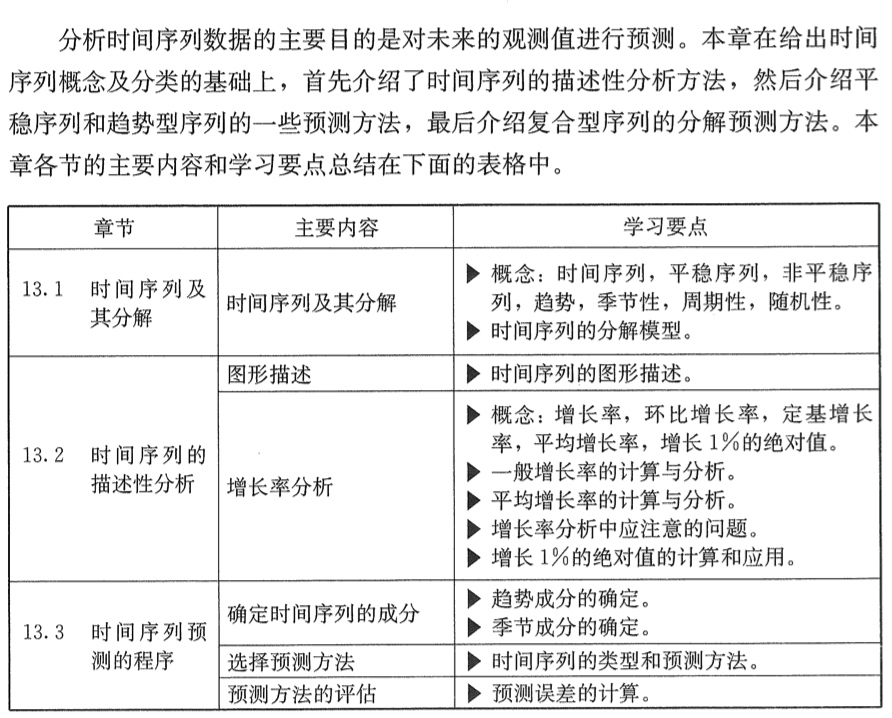 分析时间序列数据的主要目的是对未来的观测值进行预测。本章在给出时间
序列概念及分类的基础上，首先介绍了时间序列的描述性分析方法，然后介绍平
稳序列和趋势型序列的一些预测方法，最后介绍复合型序列的分解预测方法。本
章各节的主要内容和学习要点总结在下面的表格中。
章节 主要内容 学习要点
13.1 时间序列及
其分解
时间序列及其分解
▶ 概念：时间序列，平稳序列，非平稳序
列，趋势，季节性，周期性，随机性。
▶ 时间序列的分解模型。
13.2 时间序列的
描述性分析
图形描述
▶ 时间序列的图形描述。
增长率分析
▶ 概念：增长率，环比增长率，定基增长
率，平均增长率，增长1%的绝对值。
▶ 一般增长率的计算与分析。
▶ 平均增长率的计算与分析。
▶ 增长率分析中应注意的问题。
▶ 增长1%的绝对值的计算和应用。
13.3 时间序列预
测的程序
确定时间序列的成分
▶ 趋势成分的确定。
▶ 季节成分的确定。
选择预测方法
▶ 时间序列的类型和预测方法。
预测方法的评估
▶ 预测误差的计算。